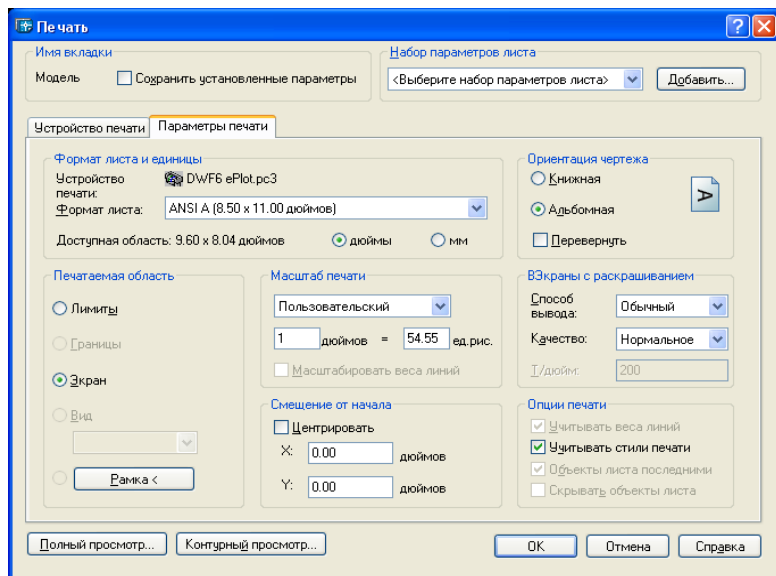 Печать
Имя вкладки
Модель Сохранить установленные параметры
Набор параметров листа
<Выберите набор параметров листа> Добавить...
Устройство печати Параметры печати
Формат листа и единицы
Устройство печати: DWF6 ePlot.pc3
Формат листа: ANSI A (8.50 x 11.00 дюймов)
Доступная область: 9.60 x 8.04 дюймов дюймы мм
Ориентация чертежа
Книжная
Альбомная
Перевернуть
A
Печатаемая область
Лимиты
Границы
Экран
Вид
Рамка <
Масштаб печати
Пользовательский
1 дюймов = 54.55 ед.рис.
Масштабировать веса линий
Смещение от начала
Центрировать
X: 0.00 дюймов
Y: 0.00 дюймов
ВЭкраны с раскрашиванием
Способ вывода: Обычный
Качество: Нормальное
Т/дюйм: 200
Опции печати
Учитывать веса линий
Учитывать стили печати
Объекты листа последними
Скрывать объекты листа
Полный просмотр... Контурный просмотр... OK Отмена Справка